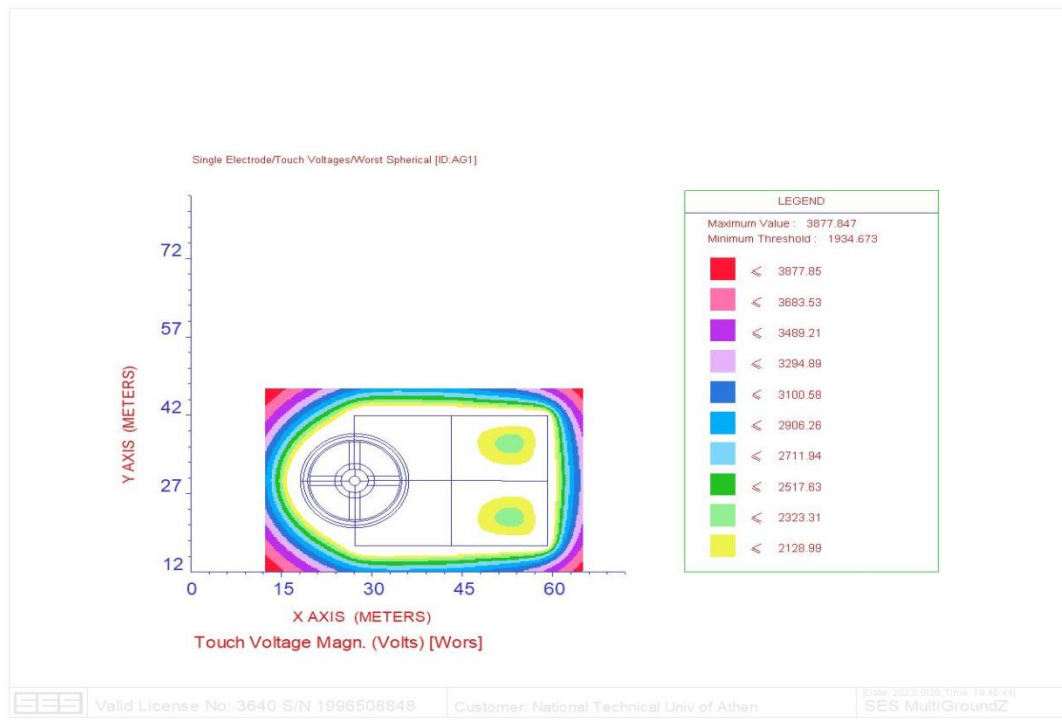 Single Electrode/Touch Voltages/Worst Spherical [ID:AG1]
LEGEND
Maximum Value : 3877.847
Minimum Threshold : 1934.673
≤ 3877.85
≤ 3683.53
≤ 3489.21
≤ 3294.89
≤ 3100.58
≤ 2906.26
≤ 2711.94
≤ 2517.63
≤ 2323.31
≤ 2128.99
72
57
42
27
12
Y AXIS (METERS)
0 15 30 45 60
X AXIS (METERS)
Touch Voltage Magn. (Volts) [Wors]
SES
Valid License No: 3640 S/N 1996508848
Customer: National Technical Univ of Athen
SES MultiGroundZ